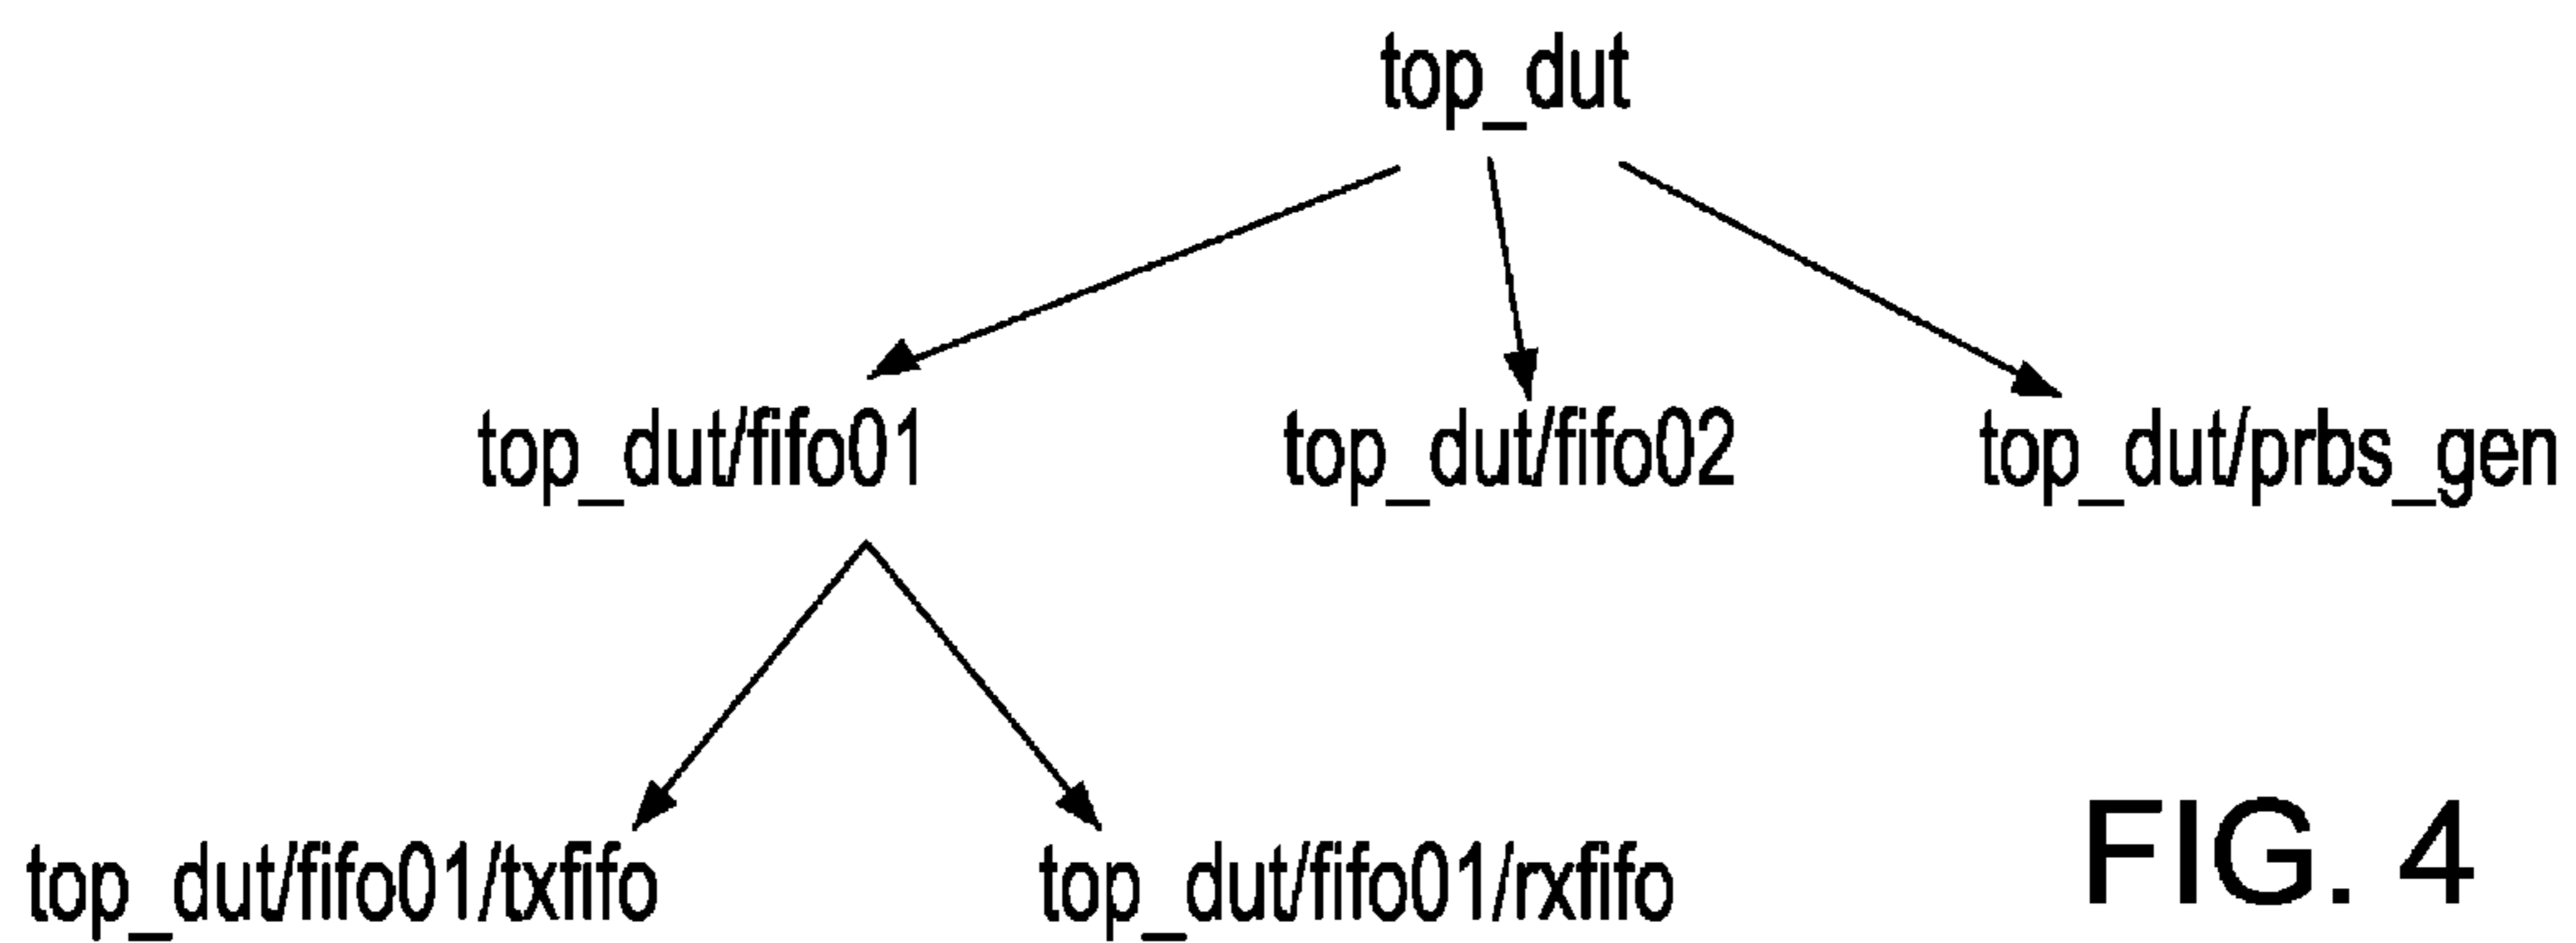 top_dut
top_dut/fifo01 top_dut/fifo02 top_dut/prbs_gen
top_dut/fifo01/txfifo top_dut/fifo01/rxfifo
FIG. 4